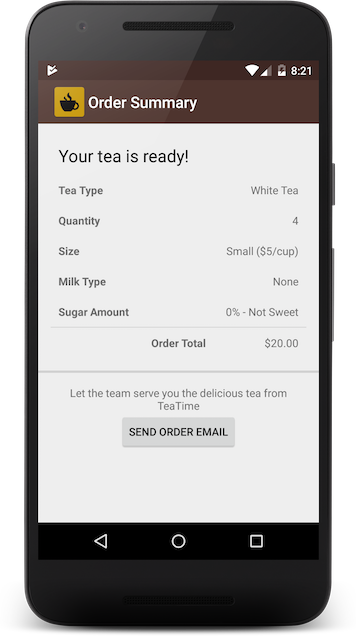 8:21
Order Summary
Your tea is ready!
Tea Type White Tea
Quantity 4
Size Small ($5/cup)
Milk Type None
Sugar Amount 0% - Not Sweet
Order Total $20.00
Let the team serve you the delicious tea from
TeaTime
SEND ORDER EMAIL